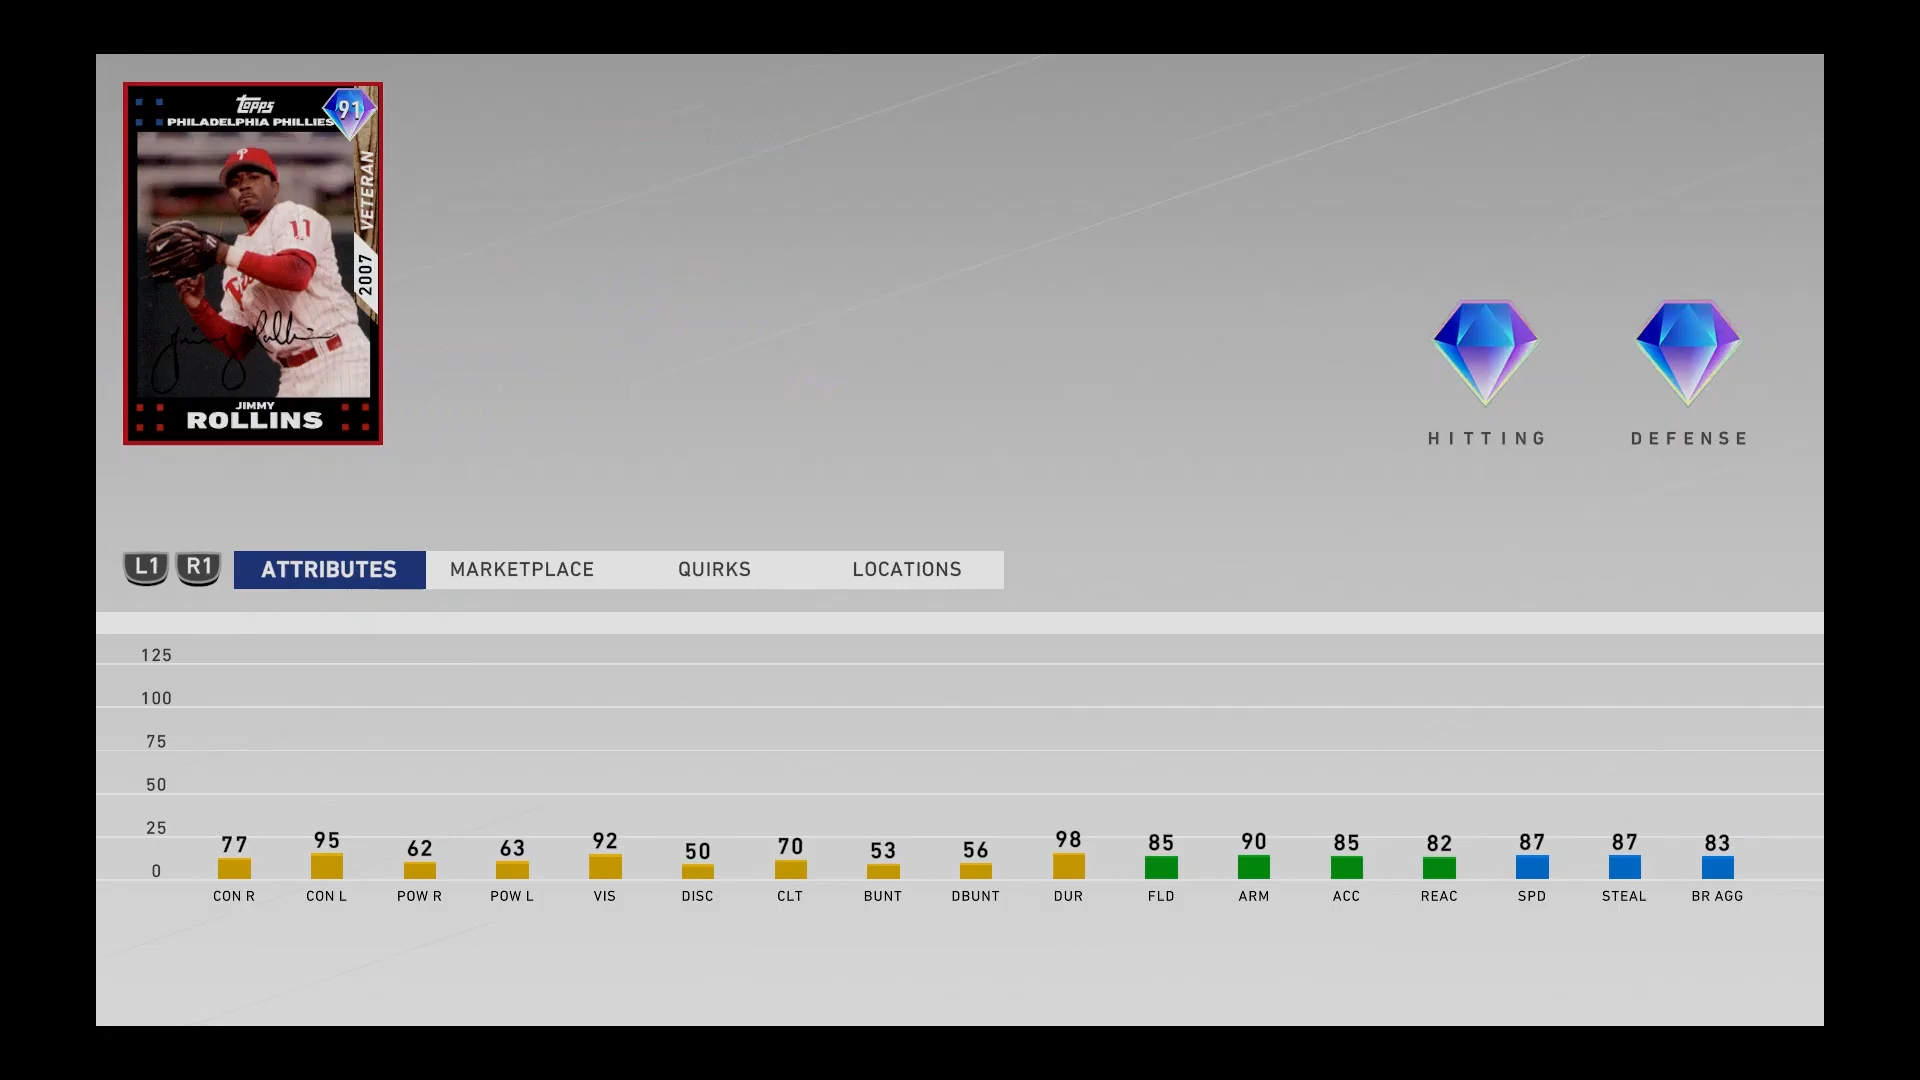 Topps
PHILADELPHIA PHILLIES
91
VETERAN
2007
11
P
Jimmy Rollins
JIMMY
ROLLINS
HITTING DEFENSE
L1 R1 ATTRIBUTES MARKETPLACE QUIRKS LOCATIONS
125
100
75
50
25
0
77 95 62 63 92 50 70 53 56 98 85 90 85 82 87 87 83
CON R CON L POW R POW L VIS DISC CLT BUNT DBUNT DUR FLD ARM ACC REAC SPD STEAL BR AGG